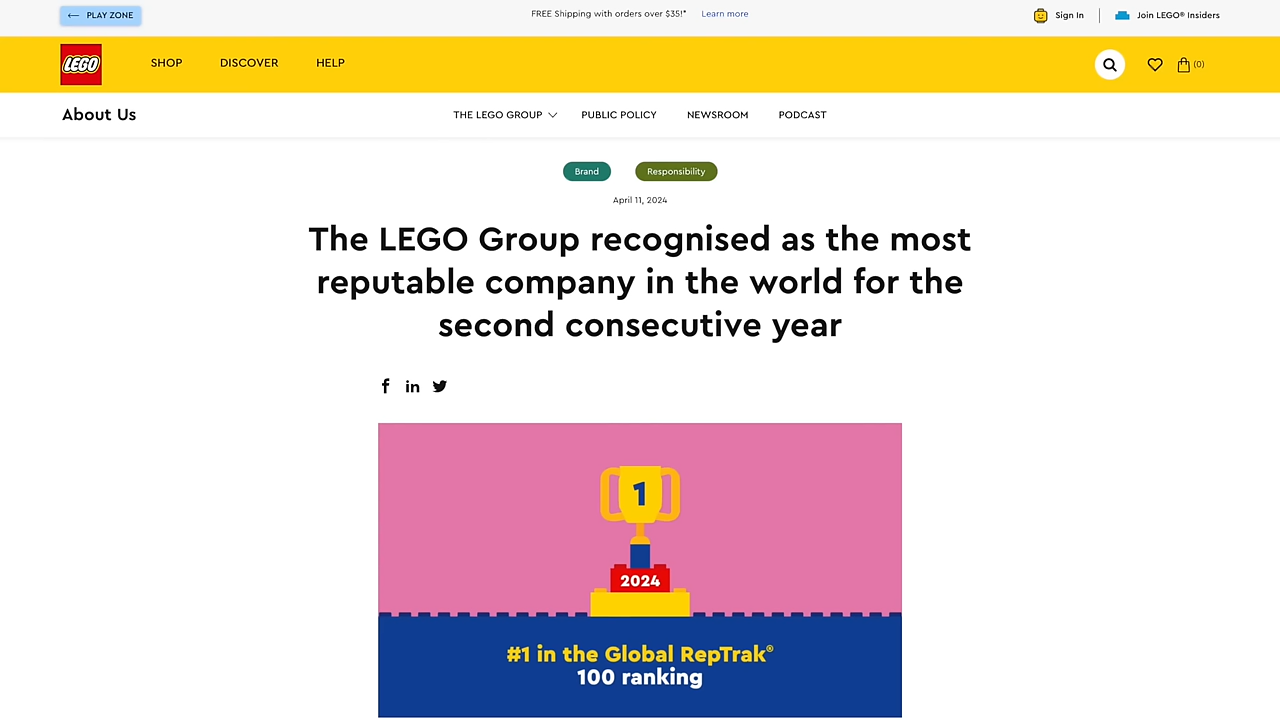 PLAY ZONE
FREE Shipping with orders over $35!* Learn more
Sign In
Join LEGO® Insiders
LEGO
SHOP
DISCOVER
HELP
(0)
About Us
THE LEGO GROUP
PUBLIC POLICY
NEWSROOM
PODCAST
Brand
Responsibility
April 11, 2024
The LEGO Group recognised as the most
reputable company in the world for the
second consecutive year
f
in
1
2024
#1 in the Global RepTrak®
100 ranking